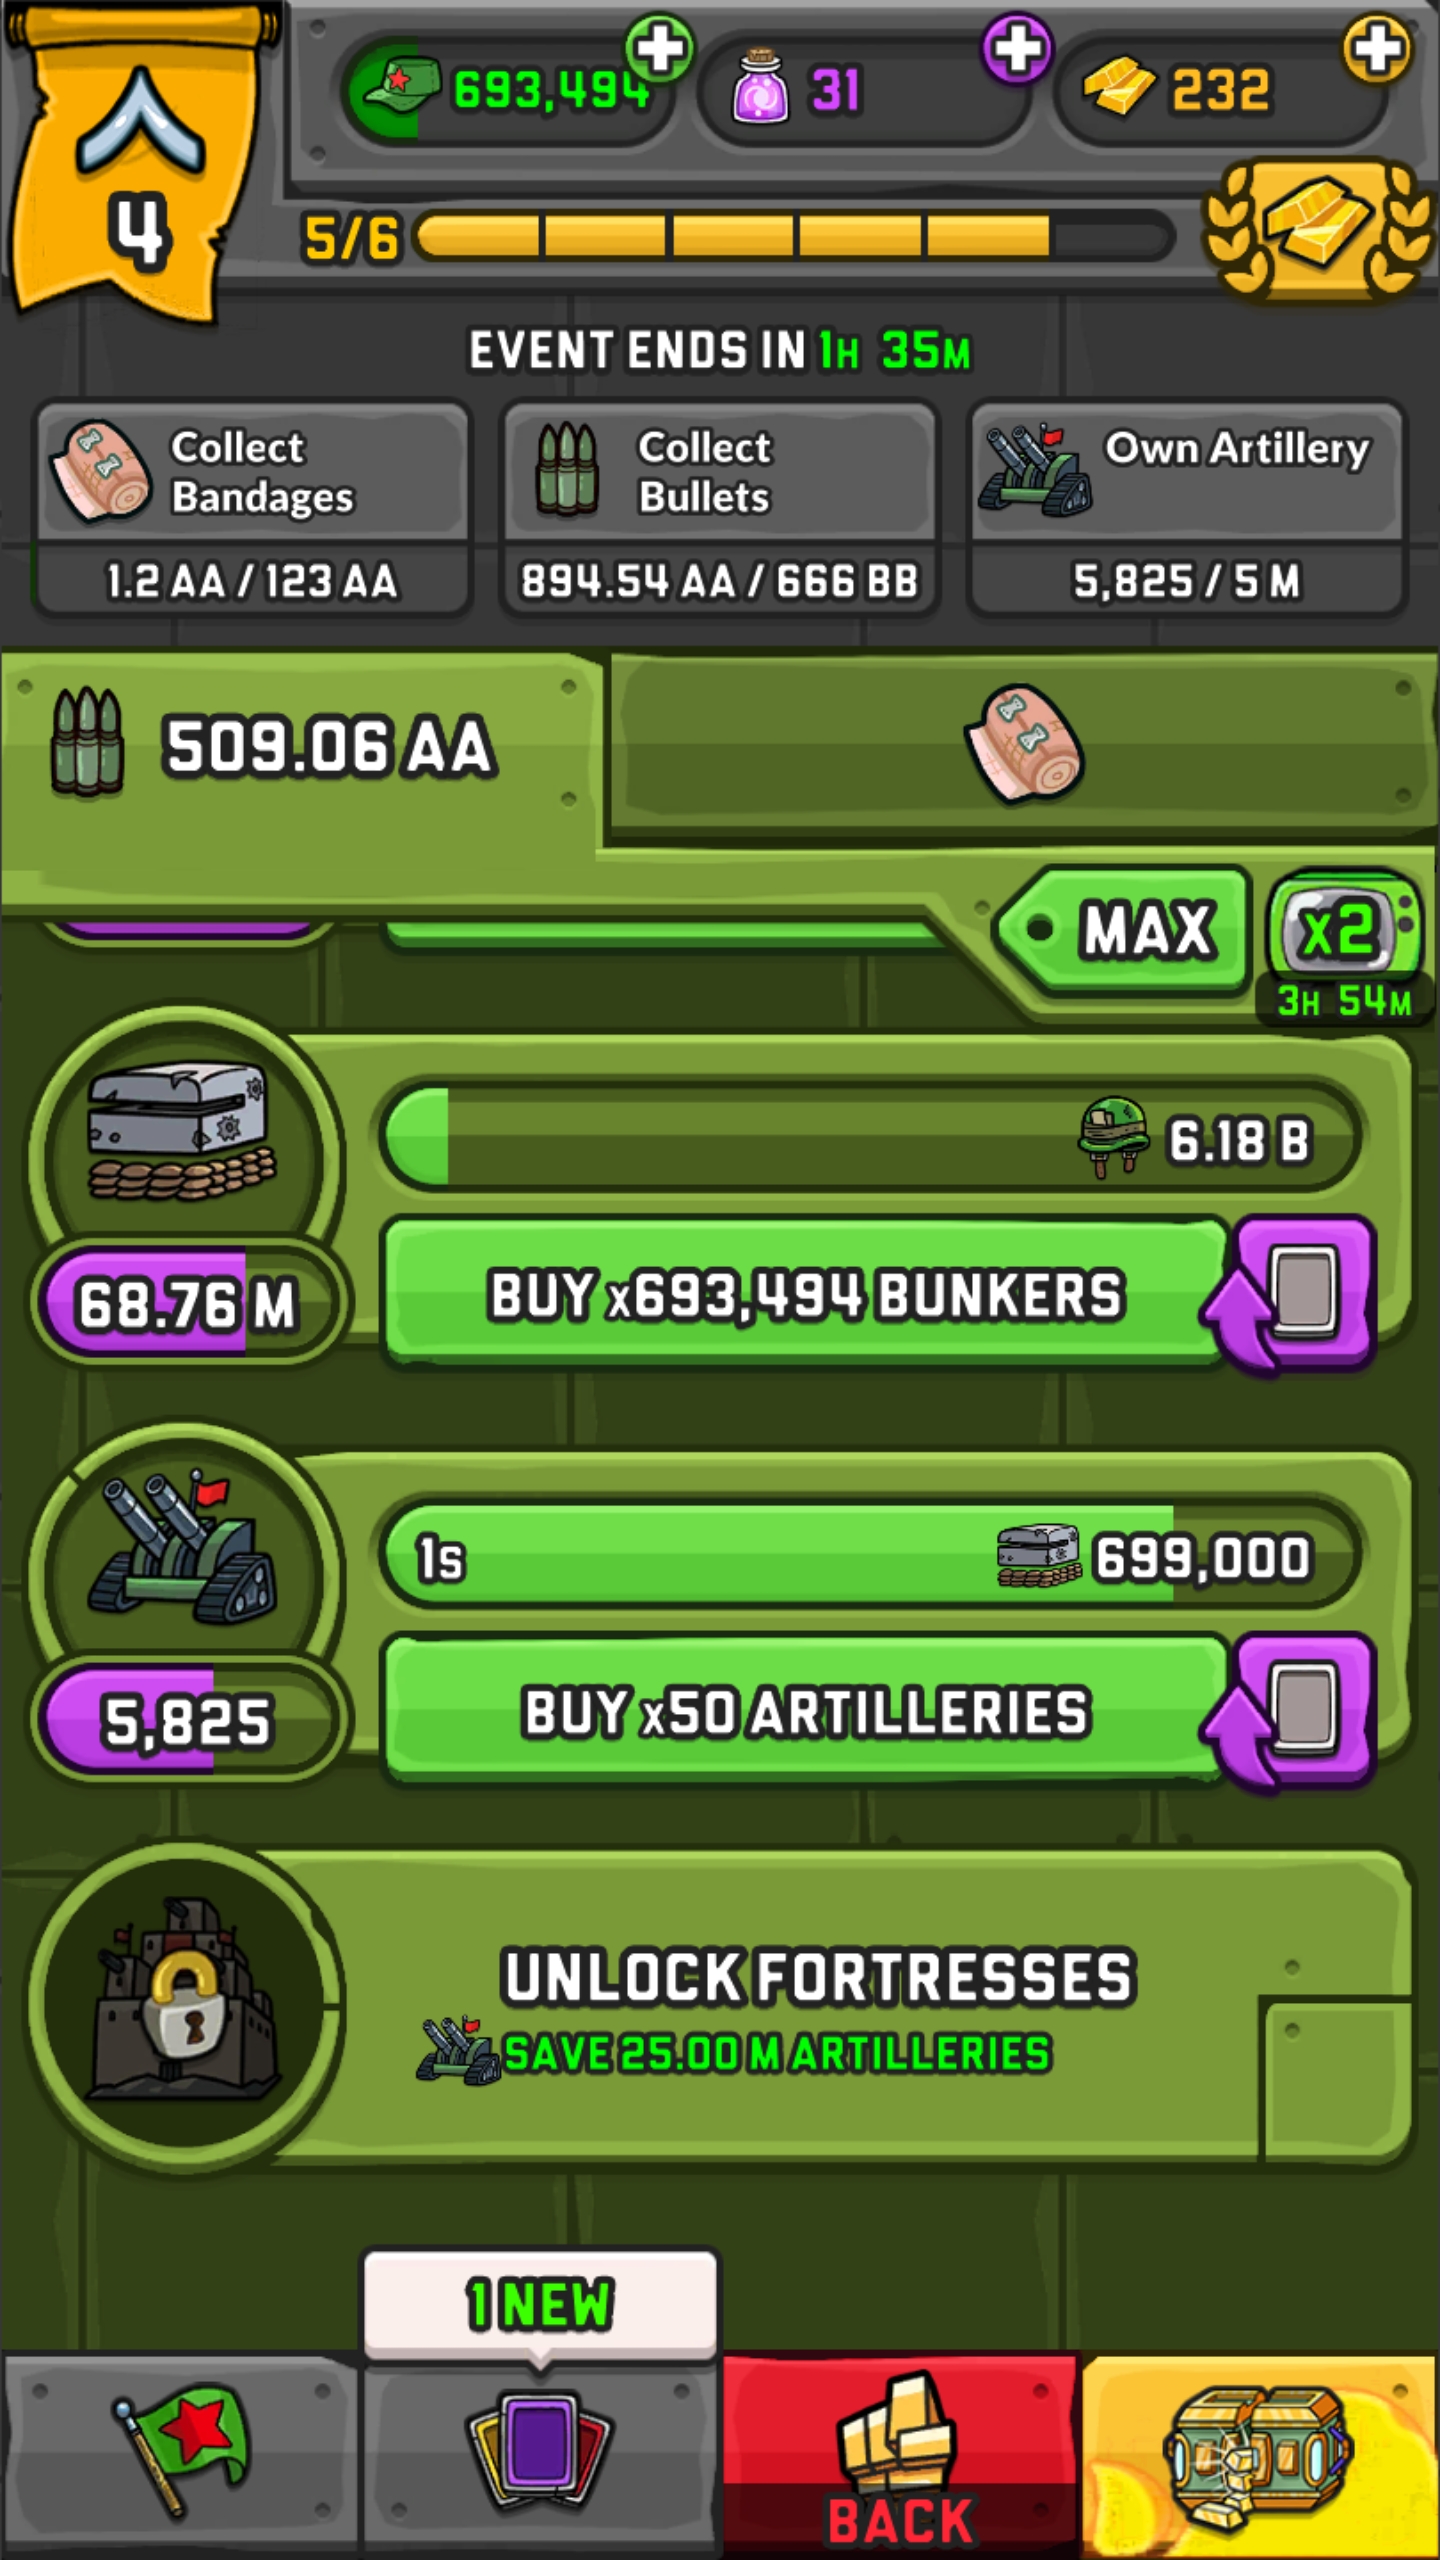 693,494
31
232
4
5/6
EVENT ENDS IN 1H 35M
Collect
Bandages
1.2 AA / 123 AA
Collect
Bullets
894.54 AA / 666 BB
Own Artillery
5,825 / 5 M
509.06 AA
MAX
x2
3H 54M
6.18 B
68.76 M
BUY x693,494 BUNKERS
1s
699,000
5,825
BUY x50 ARTILLERIES
UNLOCK FORTRESSES
SAVE 25.00 M ARTILLERIES
1 NEW
BACK